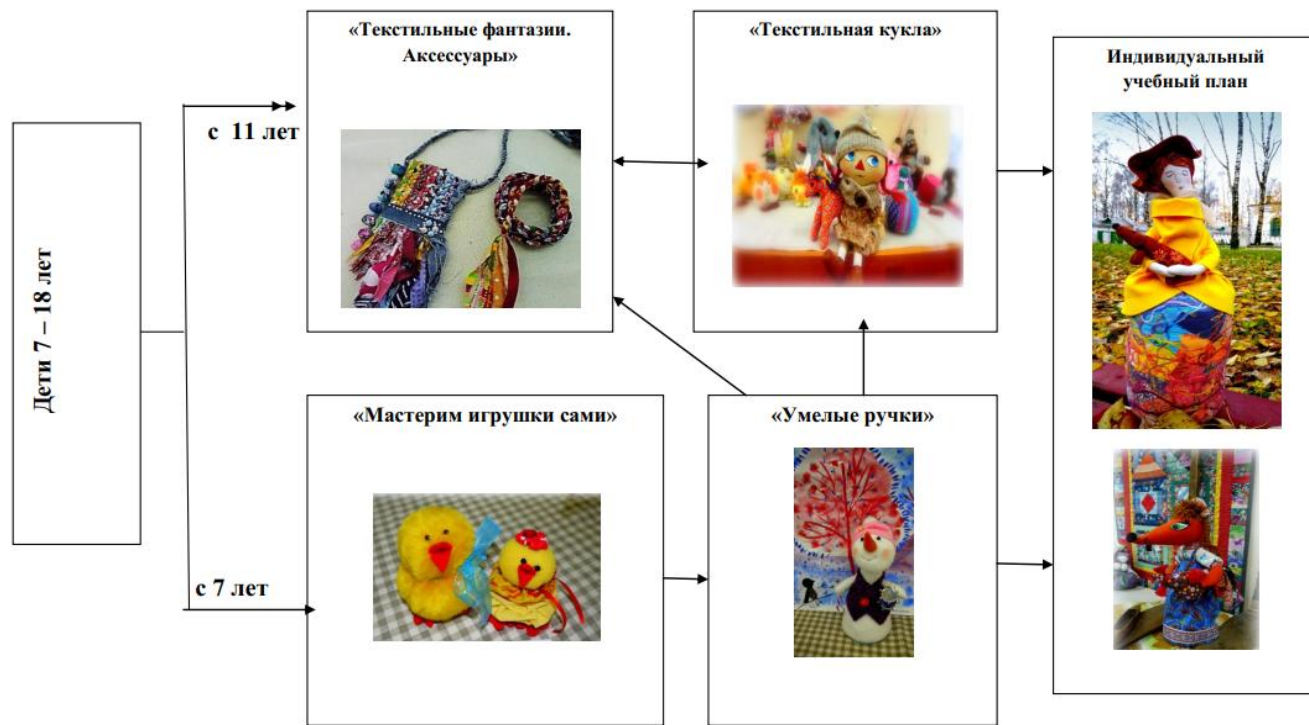 Дети 7 – 18 лет
с 11 лет
с 7 лет
«Текстильные фантазии.
Аксессуары»
«Текстильная кукла»
Индивидуальный
учебный план
«Мастерим игрушки сами»
«Умелые ручки»